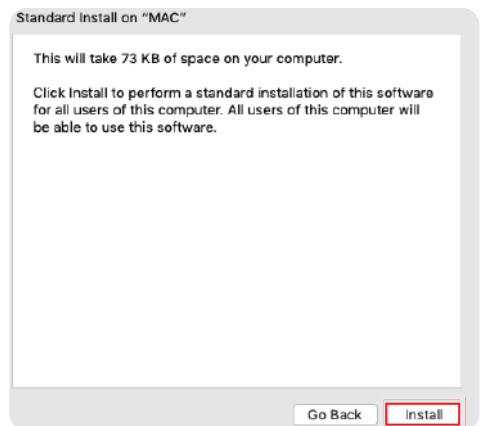 Standard Install on “MAC”
This will take 73 KB of space on your computer.
Click Install to perform a standard installation of this software
for all users of this computer. All users of this computer will
be able to use this software.
Go Back
Install